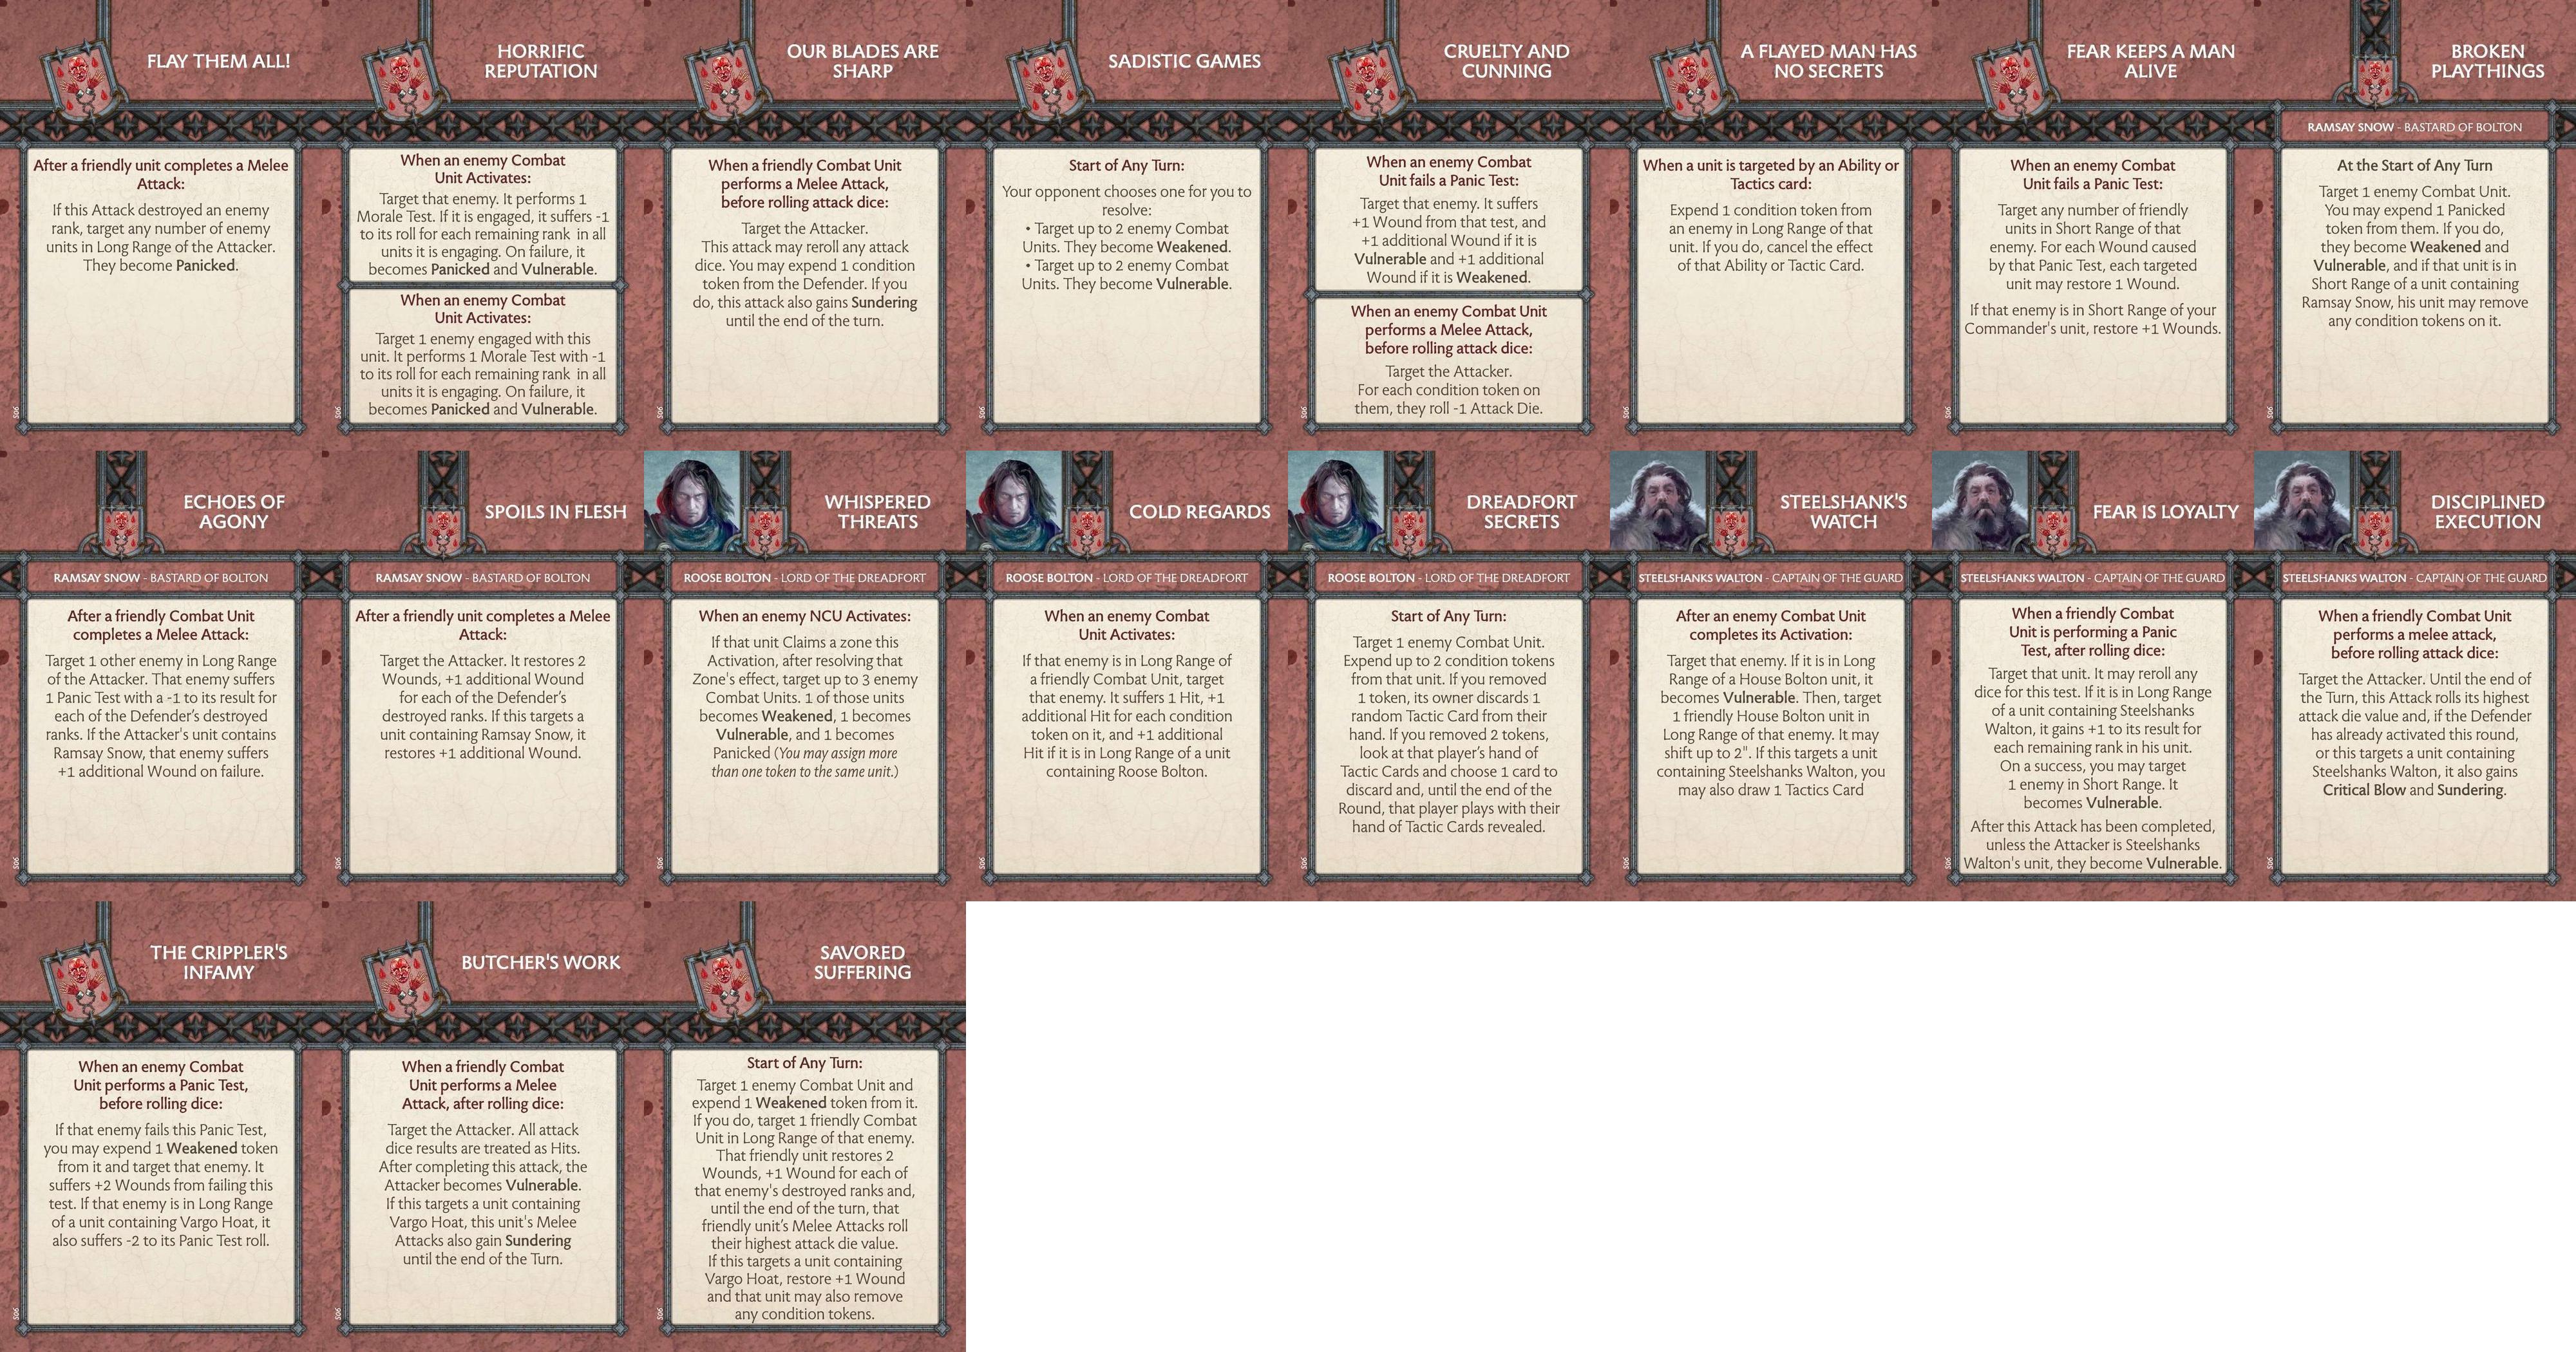 FLAY THEM ALL!
After a friendly unit completes a Melee
Attack:
If this Attack destroyed an enemy
rank, target any number of enemy
units in Long Range of the Attacker.
They become Panicked.
S06
HORRIFIC
REPUTATION
When an enemy Combat
Unit Activates:
Target that enemy. It performs 1
Morale Test. If it is engaged, it suffers -1
to its roll for each remaining rank in all
units it is engaging. On failure, it
becomes Panicked and Vulnerable.
When an enemy Combat
Unit Activates:
Target 1 enemy engaged with this
unit. It performs 1 Morale Test with -1
to its roll for each remaining rank in all
units it is engaging. On failure, it
becomes Panicked and Vulnerable.
S06
OUR BLADES ARE
SHARP
When a friendly Combat Unit
performs a Melee Attack,
before rolling attack dice:
Target the Attacker.
This attack may reroll any attack
dice. You may expend 1 condition
token from the Defender. If you
do, this attack also gains Sundering
until the end of the turn.
S06
SADISTIC GAMES
Start of Any Turn:
Your opponent chooses one for you to
resolve:
• Target up to 2 enemy Combat
Units. They become Weakened.
• Target up to 2 enemy Combat
Units. They become Vulnerable.
S06
CRUELTY AND
CUNNING
When an enemy Combat
Unit fails a Panic Test:
Target that enemy. It suffers
+1 Wound from that test, and
+1 additional Wound if it is
Vulnerable and +1 additional
Wound if it is Weakened.
When an enemy Combat Unit
performs a Melee Attack,
before rolling attack dice:
Target the Attacker.
For each condition token on
them, they roll -1 Attack Die.
S06
A FLAYED MAN HAS
NO SECRETS
When a unit is targeted by an Ability or
Tactics card:
Expend 1 condition token from
an enemy in Long Range of that
unit. If you do, cancel the effect
of that Ability or Tactic Card.
S06
FEAR KEEPS A MAN
ALIVE
When an enemy Combat
Unit fails a Panic Test:
Target any number of friendly
units in Short Range of that
enemy. For each Wound caused
by that Panic Test, each targeted
unit may restore 1 Wound.
If that enemy is in Short Range of your
Commander's unit, restore +1 Wounds.
S06
BROKEN
PLAYTHINGS
RAMSAY SNOW - BASTARD OF BOLTON
At the Start of Any Turn
Target 1 enemy Combat Unit.
You may expend 1 Panicked
token from them. If you do,
they become Weakened and
Vulnerable, and if that unit is in
Short Range of a unit containing
Ramsay Snow, his unit may remove
any condition tokens on it.
S06
ECHOES OF
AGONY
RAMSAY SNOW - BASTARD OF BOLTON
After a friendly Combat Unit
completes a Melee Attack:
Target 1 other enemy in Long Range
of the Attacker. That enemy suffers
1 Panic Test with a -1 to its result for
each of the Defender's destroyed
ranks. If the Attacker's unit contains
Ramsay Snow, that enemy suffers
+1 additional Wound on failure.
S06
SPOILS IN FLESH
RAMSAY SNOW - BASTARD OF BOLTON
After a friendly unit completes a Melee
Attack:
Target the Attacker. It restores 2
Wounds, +1 additional Wound
for each of the Defender's
destroyed ranks. If this targets a
unit containing Ramsay Snow, it
restores +1 additional Wound.
S06
WHISPERED
THREATS
ROOSE BOLTON - LORD OF THE DREADFORT
When an enemy NCU Activates:
If that unit Claims a zone this
Activation, after resolving that
Zone's effect, target up to 3 enemy
Combat Units. 1 of those units
becomes Weakened, 1 becomes
Vulnerable, and 1 becomes
Panicked (You may assign more
than one token to the same unit.)
S06
COLD REGARDS
ROOSE BOLTON - LORD OF THE DREADFORT
When an enemy Combat
Unit Activates:
If that enemy is in Long Range of
a friendly Combat Unit, target
that enemy. It suffers 1 Hit, +1
additional Hit for each condition
token on it, and +1 additional
Hit if it is in Long Range of a unit
containing Roose Bolton.
S06
DREADFORT
SECRETS
ROOSE BOLTON - LORD OF THE DREADFORT
Start of Any Turn:
Target 1 enemy Combat Unit.
Expend up to 2 condition tokens
from that unit. If you removed
1 token, its owner discards 1
random Tactic Card from their
hand. If you removed 2 tokens,
look at that player's hand of
Tactic Cards and choose 1 card to
discard and, until the end of the
Round, that player plays with their
hand of Tactic Cards revealed.
S06
STEELSHANK'S
WATCH
STEELSHANKS WALTON - CAPTAIN OF THE GUARD
After an enemy Combat Unit
completes its Activation:
Target that enemy. If it is in Long
Range of a House Bolton unit, it
becomes Vulnerable. Then, target
1 friendly House Bolton unit in
Long Range of that enemy. It may
shift up to 2". If this targets a unit
containing Steelshanks Walton, you
may also draw 1 Tactics Card
S06
FEAR IS LOYALTY
STEELSHANKS WALTON - CAPTAIN OF THE GUARD
When a friendly Combat
Unit is performing a Panic
Test, after rolling dice:
Target that unit. It may reroll any
dice for this test. If it is in Long Range
of a unit containing Steelshanks
Walton, it gains +1 to its result for
each remaining rank in his unit.
On a success, you may target
1 enemy in Short Range. It
becomes Vulnerable.
After this Attack has been completed,
unless the Attacker is Steelshanks
Walton's unit, they become Vulnerable.
S06
DISCIPLINED
EXECUTION
STEELSHANKS WALTON - CAPTAIN OF THE GUARD
When a friendly Combat Unit
performs a melee attack,
before rolling attack dice:
Target the Attacker. Until the end of
the Turn, this Attack rolls its highest
attack die value and, if the Defender
has already activated this round,
or this targets a unit containing
Steelshanks Walton, it also gains
Critical Blow and Sundering.
S06
THE CRIPPLER'S
INFAMY
When an enemy Combat
Unit performs a Panic Test,
before rolling dice:
If that enemy fails this Panic Test,
you may expend 1 Weakened token
from it and target that enemy. It
suffers +2 Wounds from failing this
test. If that enemy is in Long Range
of a unit containing Vargo Hoat, it
also suffers -2 to its Panic Test roll.
S06
BUTCHER'S WORK
When a friendly Combat
Unit performs a Melee
Attack, after rolling dice:
Target the Attacker. All attack
dice results are treated as Hits.
After completing this attack, the
Attacker becomes Vulnerable.
If this targets a unit containing
Vargo Hoat, this unit's Melee
Attacks also gain Sundering
until the end of the Turn.
S06
SAVORED
SUFFERING
Start of Any Turn:
Target 1 enemy Combat Unit and
expend 1 Weakened token from it.
If you do, target 1 friendly Combat
Unit in Long Range of that enemy.
That friendly unit restores 2
Wounds, +1 Wound for each of
that enemy's destroyed ranks and,
until the end of the turn, that
friendly unit's Melee Attacks roll
their highest attack die value.
If this targets a unit containing
Vargo Hoat, restore +1 Wound
and that unit may also remove
any condition tokens.
S06